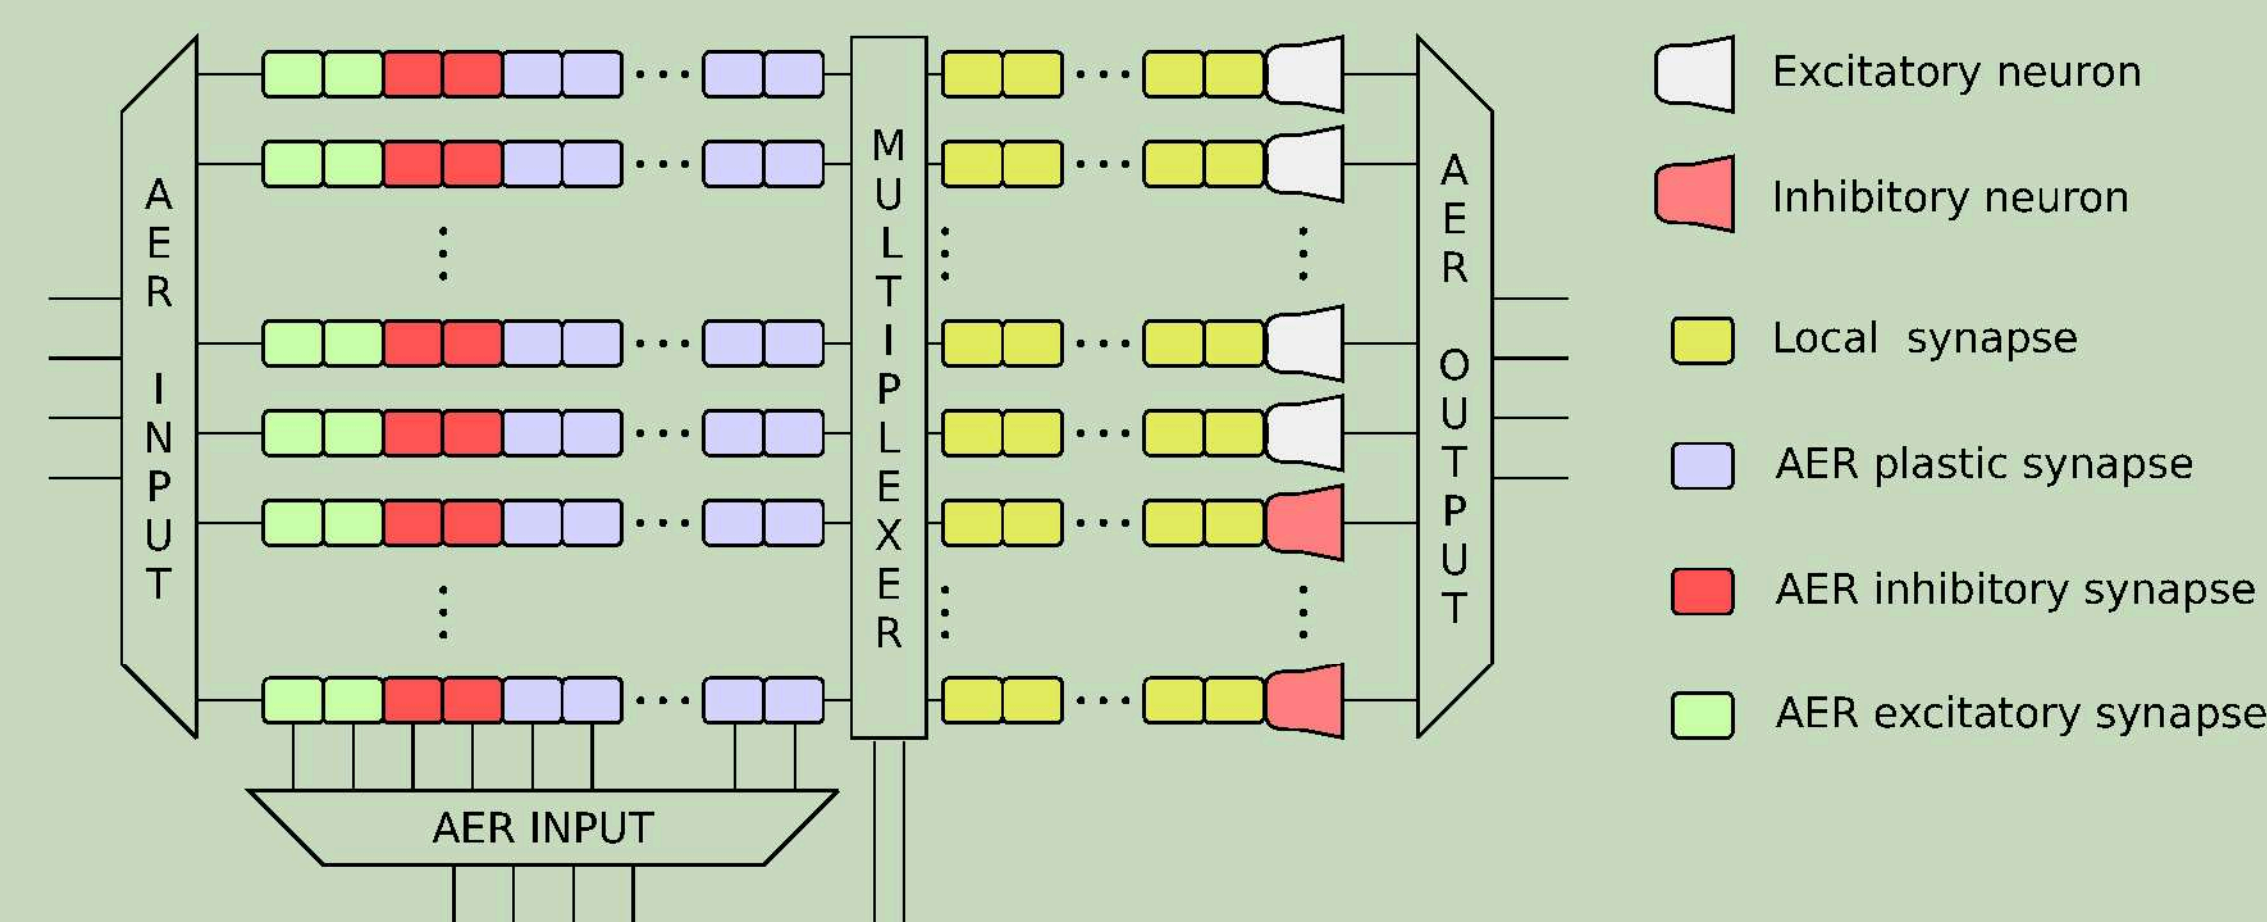 AER INPUT
MULTIPLEXER
AER OUTPUT
Excitatory neuron
Inhibitory neuron
Local synapse
AER plastic synapse
AER inhibitory synapse
AER excitatory synapse
AER INPUT